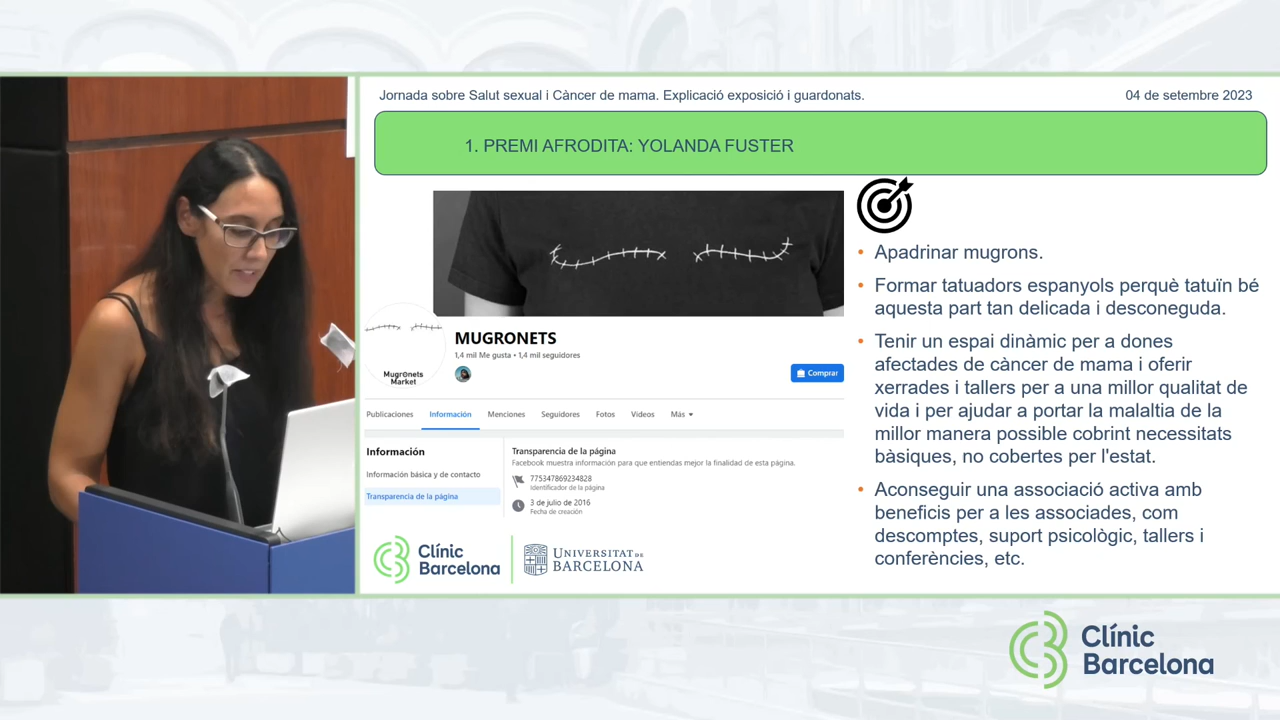 Jornada sobre Salut sexual i Càncer de mama. Explicació exposició i guardonats.
04 de setembre 2023
1. PREMI AFRODITA: YOLANDA FUSTER
MUGRONETS
1,4 mil Me gusta • 1,4 mil seguidores
Mugronets
Market
Comprar
Publicaciones
Información
Menciones
Seguidores
Fotos
Videos
Más
Información
Información básica y de contacto
Transparencia de la página
Transparencia de la página
Facebook muestra información para que entiendas mejor la finalidad de esta página.
775347869234828
Identificador de la página
3 de julio de 2016
Fecha de creación
• Apadrinar mugrons.
• Formar tatuadors espanyols perquè tatuïn bé
aquesta part tan delicada i desconeguda.
• Tenir un espai dinàmic per a dones
afectades de càncer de mama i oferir
xerrades i tallers per a una millor qualitat de
vida i per ajudar a portar la malaltia de la
millor manera possible cobrint necessitats
bàsiques, no cobertes per l'estat.
• Aconseguir una associació activa amb
beneficis per a les associades, com
descomptes, suport psicològic, tallers i
conferències, etc.
Clínic
Barcelona
UNIVERSITAT DE
BARCELONA
Clínic
Barcelona